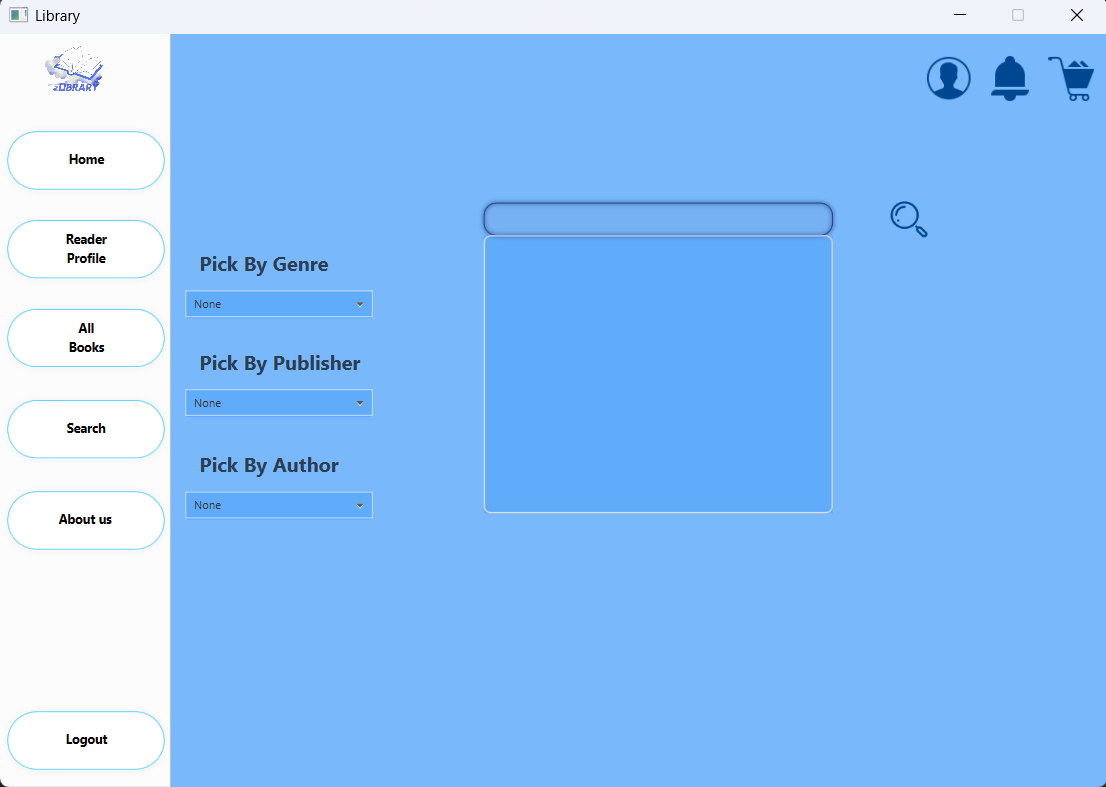 Library
eLIBRARY
Home
Reader
Profile
All
Books
Search
About us
Logout
Pick By Genre
None
Pick By Publisher
None
Pick By Author
None